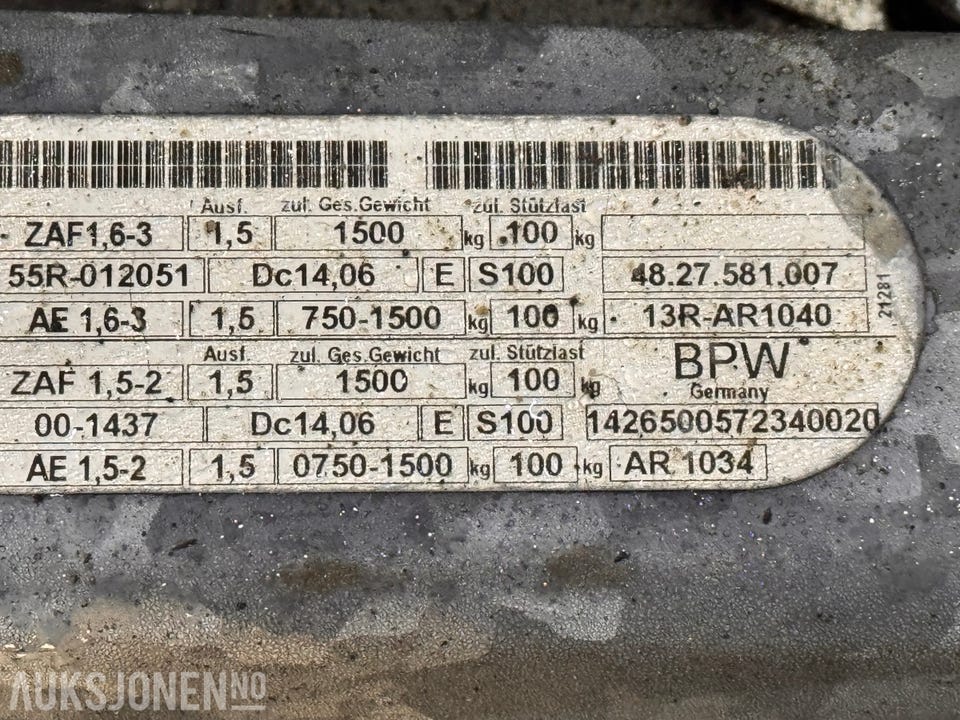 Ausf. zul. Ges.Gewicht zul. Stützlast
ZAF1,6-3 1,5 1500 kg 100 kg
55R-012051 Dc14,06 E S100 48.27.581.007
AE 1,6-3 1,5 750-1500 kg 100 kg 13R-AR1040
21281
Ausf. zul. Ges.Gewicht zul. Stützlast BPW
ZAF 1,5-2 1,5 1500 kg 100 kg Germany
00-1437 Dc14,06 E S100 1426500572340020
AE 1,5-2 1,5 0750-1500 kg 100 kg AR 1034
AUKSJONEN NO